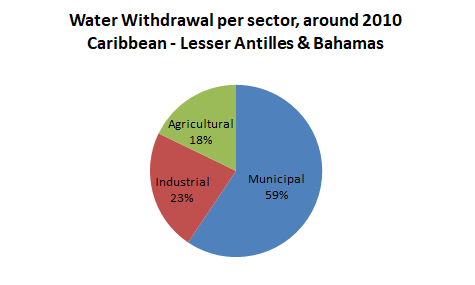 Water Withdrawal per sector, around 2010
Caribbean - Lesser Antilles & Bahamas
Agricultural
18%
Industrial
23%
Municipal
59%